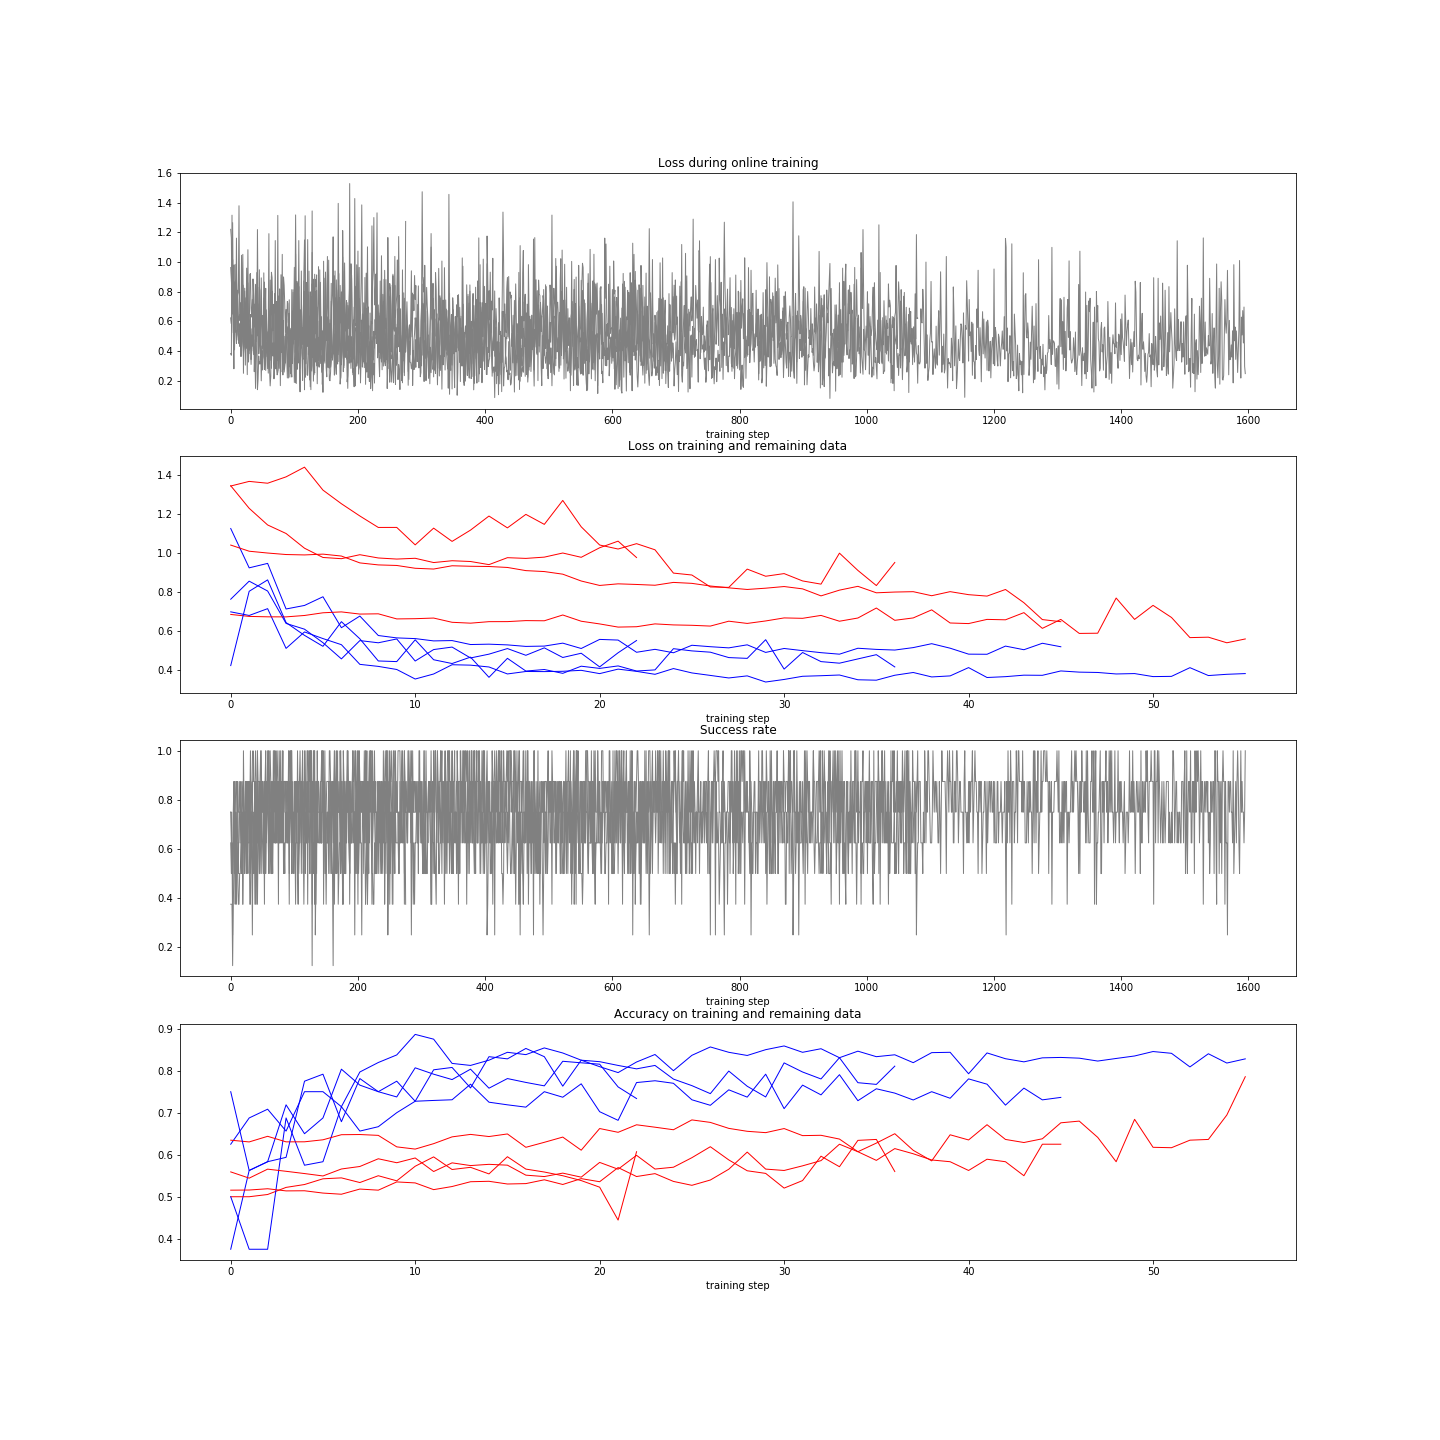 Loss during online training
1.6
1.4
1.2
1.0
0.8
0.6
0.4
0.2
0 200 400 600 800 1000 1200 1400 1600
training step
Loss on training and remaining data
1.4
1.2
1.0
0.8
0.6
0.4
0 10 20 30 40 50
training step
Success rate
1.0
0.8
0.6
0.4
0.2
0 200 400 600 800 1000 1200 1400 1600
training step
Accuracy on training and remaining data
0.9
0.8
0.7
0.6
0.5
0.4
0 10 20 30 40 50
training step